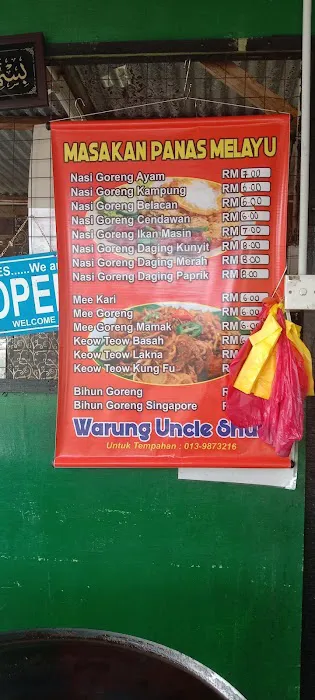 MASAKAN PANAS MELAYU
Nasi Goreng Ayam RM 7.00
Nasi Goreng Kampung RM 6.00
Nasi Goreng Belacan RM 6.00
Nasi Goreng Cendawan RM 6.00
Nasi Goreng Ikan Masin RM 7.00
Nasi Goreng Daging Kunyit RM 8.00
Nasi Goreng Daging Merah RM 8.00
Nasi Goreng Daging Paprik RM 8.00
Mee Kari RM 6.00
Mee Goreng RM 6.00
Mee Goreng Mamak RM
Keow Teow Basah RM
Keow Teow Lakna RM
Keow Teow Kung Fu RM
Bihun Goreng
Bihun Goreng Singapore
Warung Uncle
Untuk Tempahan : 013-9873216
We
OPE
WELCOME